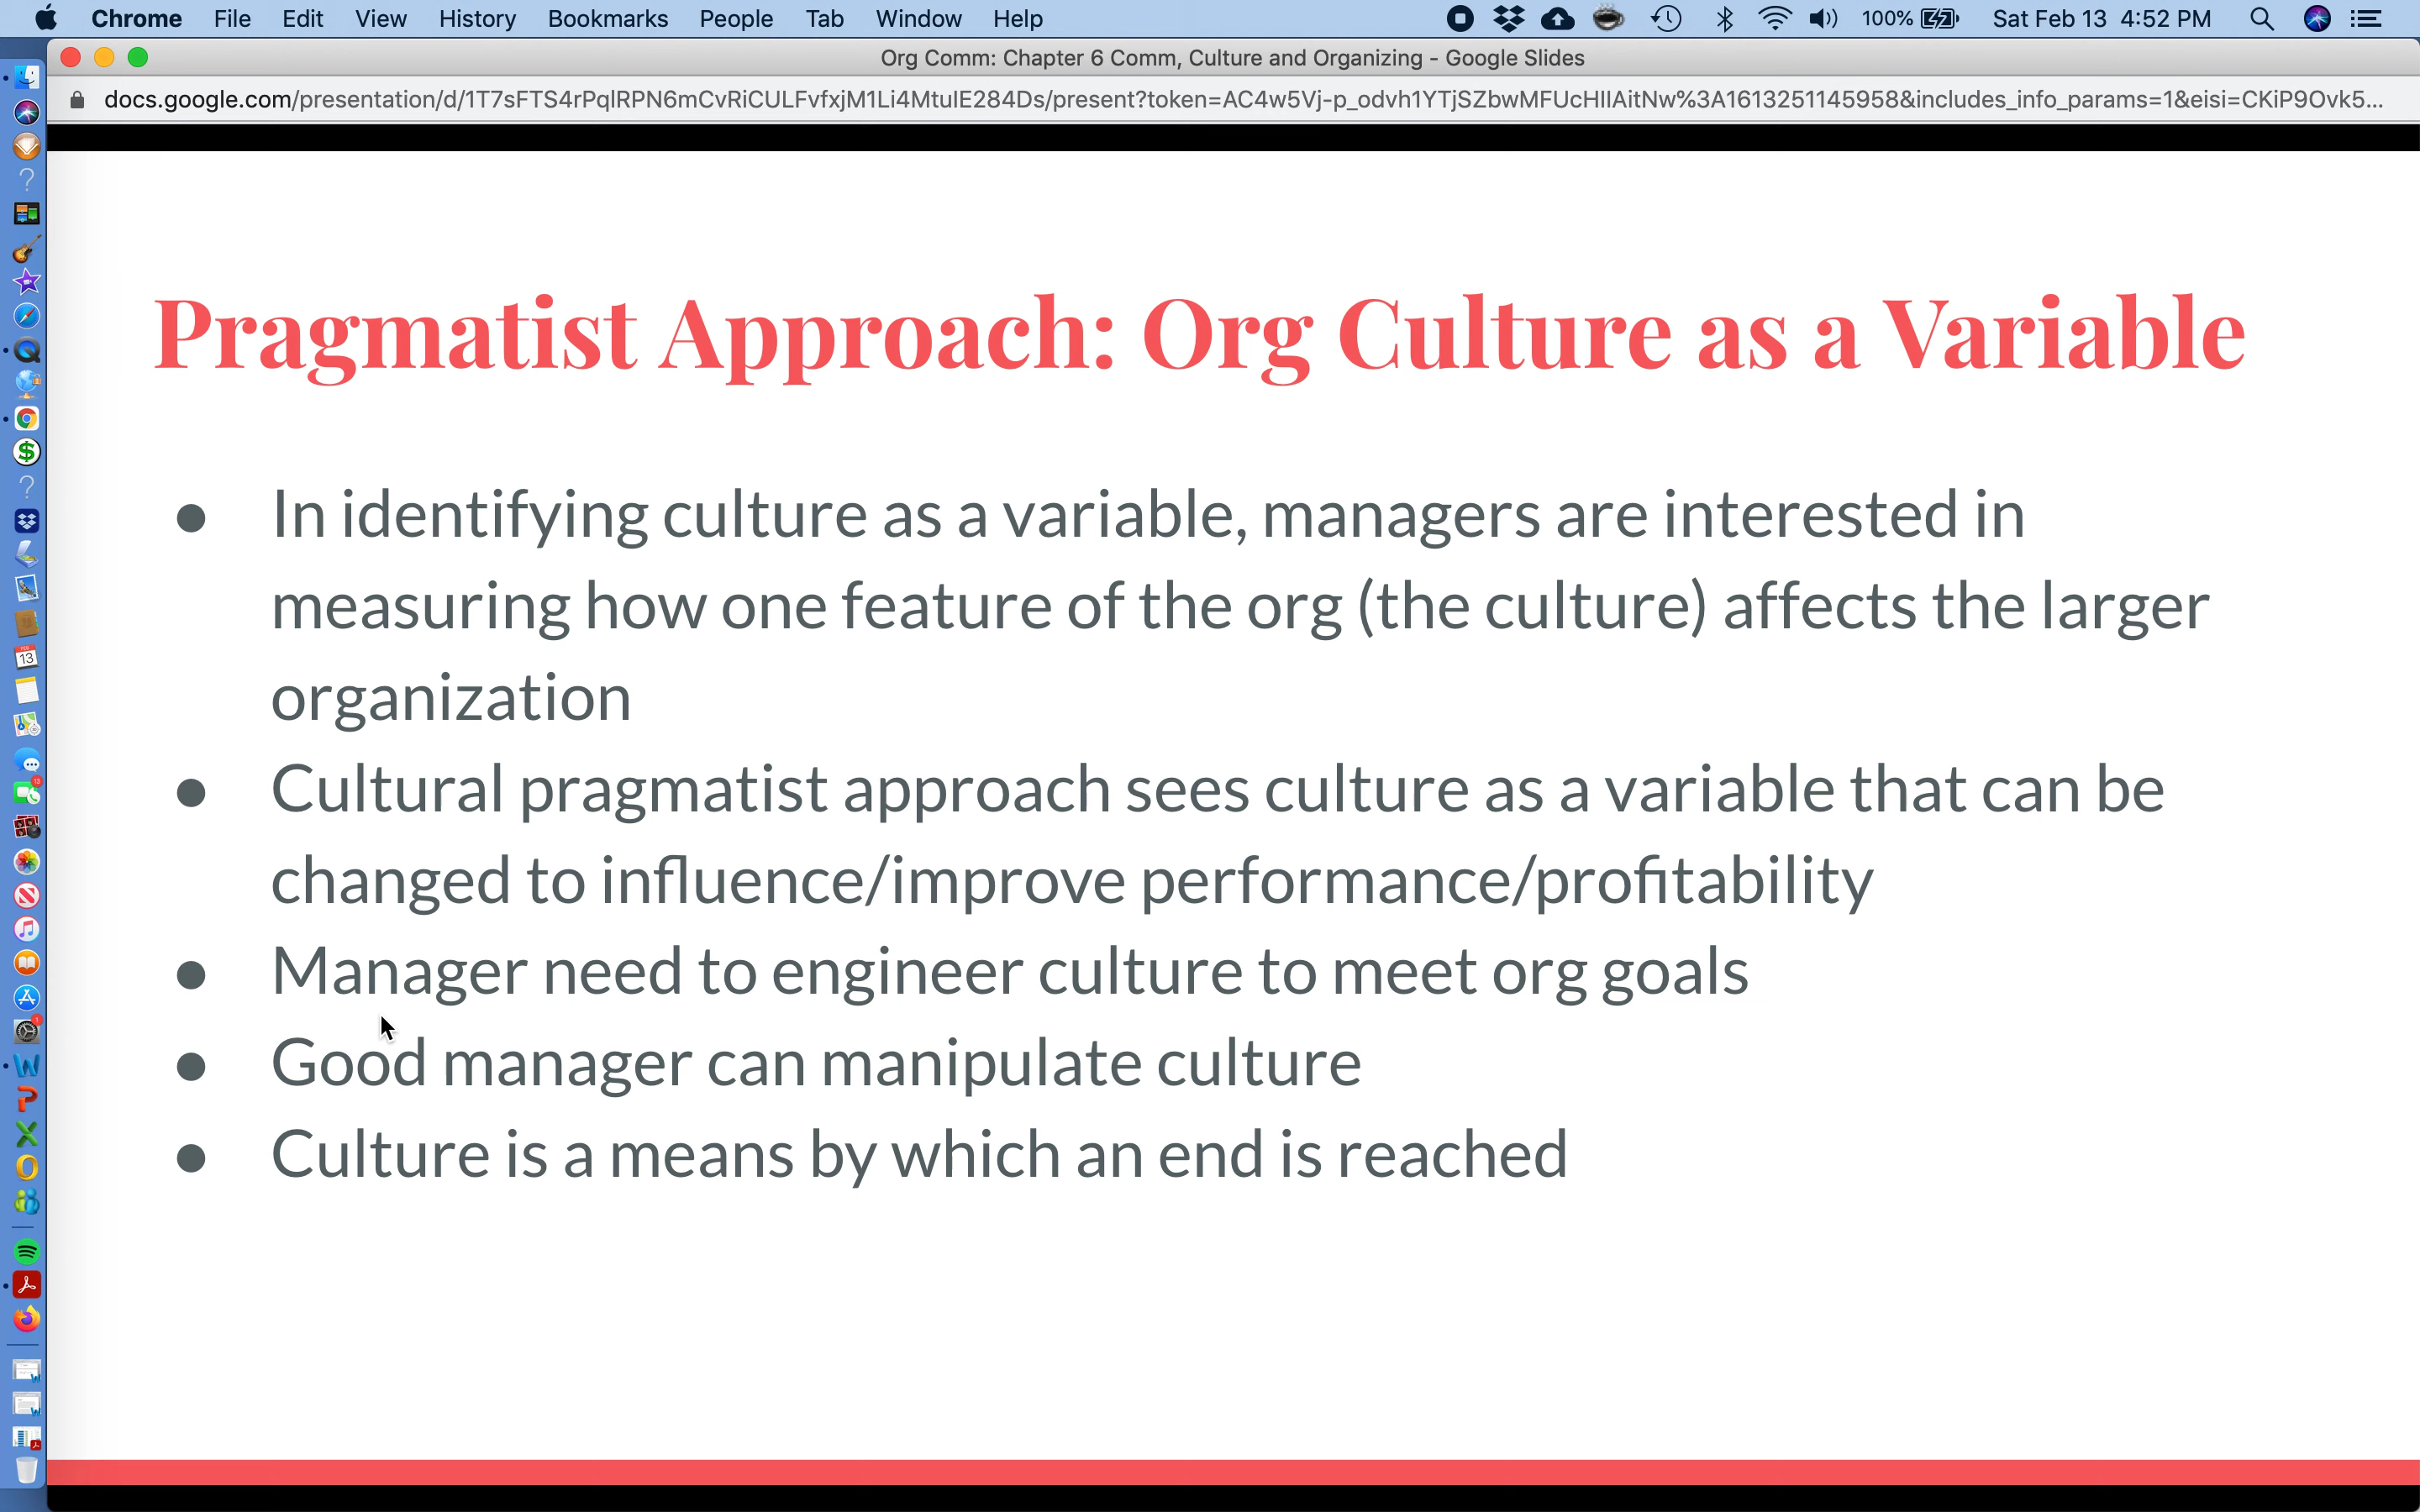 Chrome File Edit View History Bookmarks People Tab Window Help 100% Sat Feb 13 4:52 PM
Org Comm: Chapter 6 Comm, Culture and Organizing - Google Slides
docs.google.com/presentation/d/1T7sFTS4rPqIRPN6mCvRiCULFvfxjM1Li4MtuIE284Ds/present?token=AC4w5Vj-p_odvh1YTjSZbwMFUcHIIAitNw%3A1613251145958&includes_info_params=1&eisi=CKiP9Ovk5...
Pragmatist Approach: Org Culture as a Variable
● In identifying culture as a variable, managers are interested in
measuring how one feature of the org (the culture) affects the larger
organization
● Cultural pragmatist approach sees culture as a variable that can be
changed to influence/improve performance/profitability
● Manager need to engineer culture to meet org goals
● Good manager can manipulate culture
● Culture is a means by which an end is reached